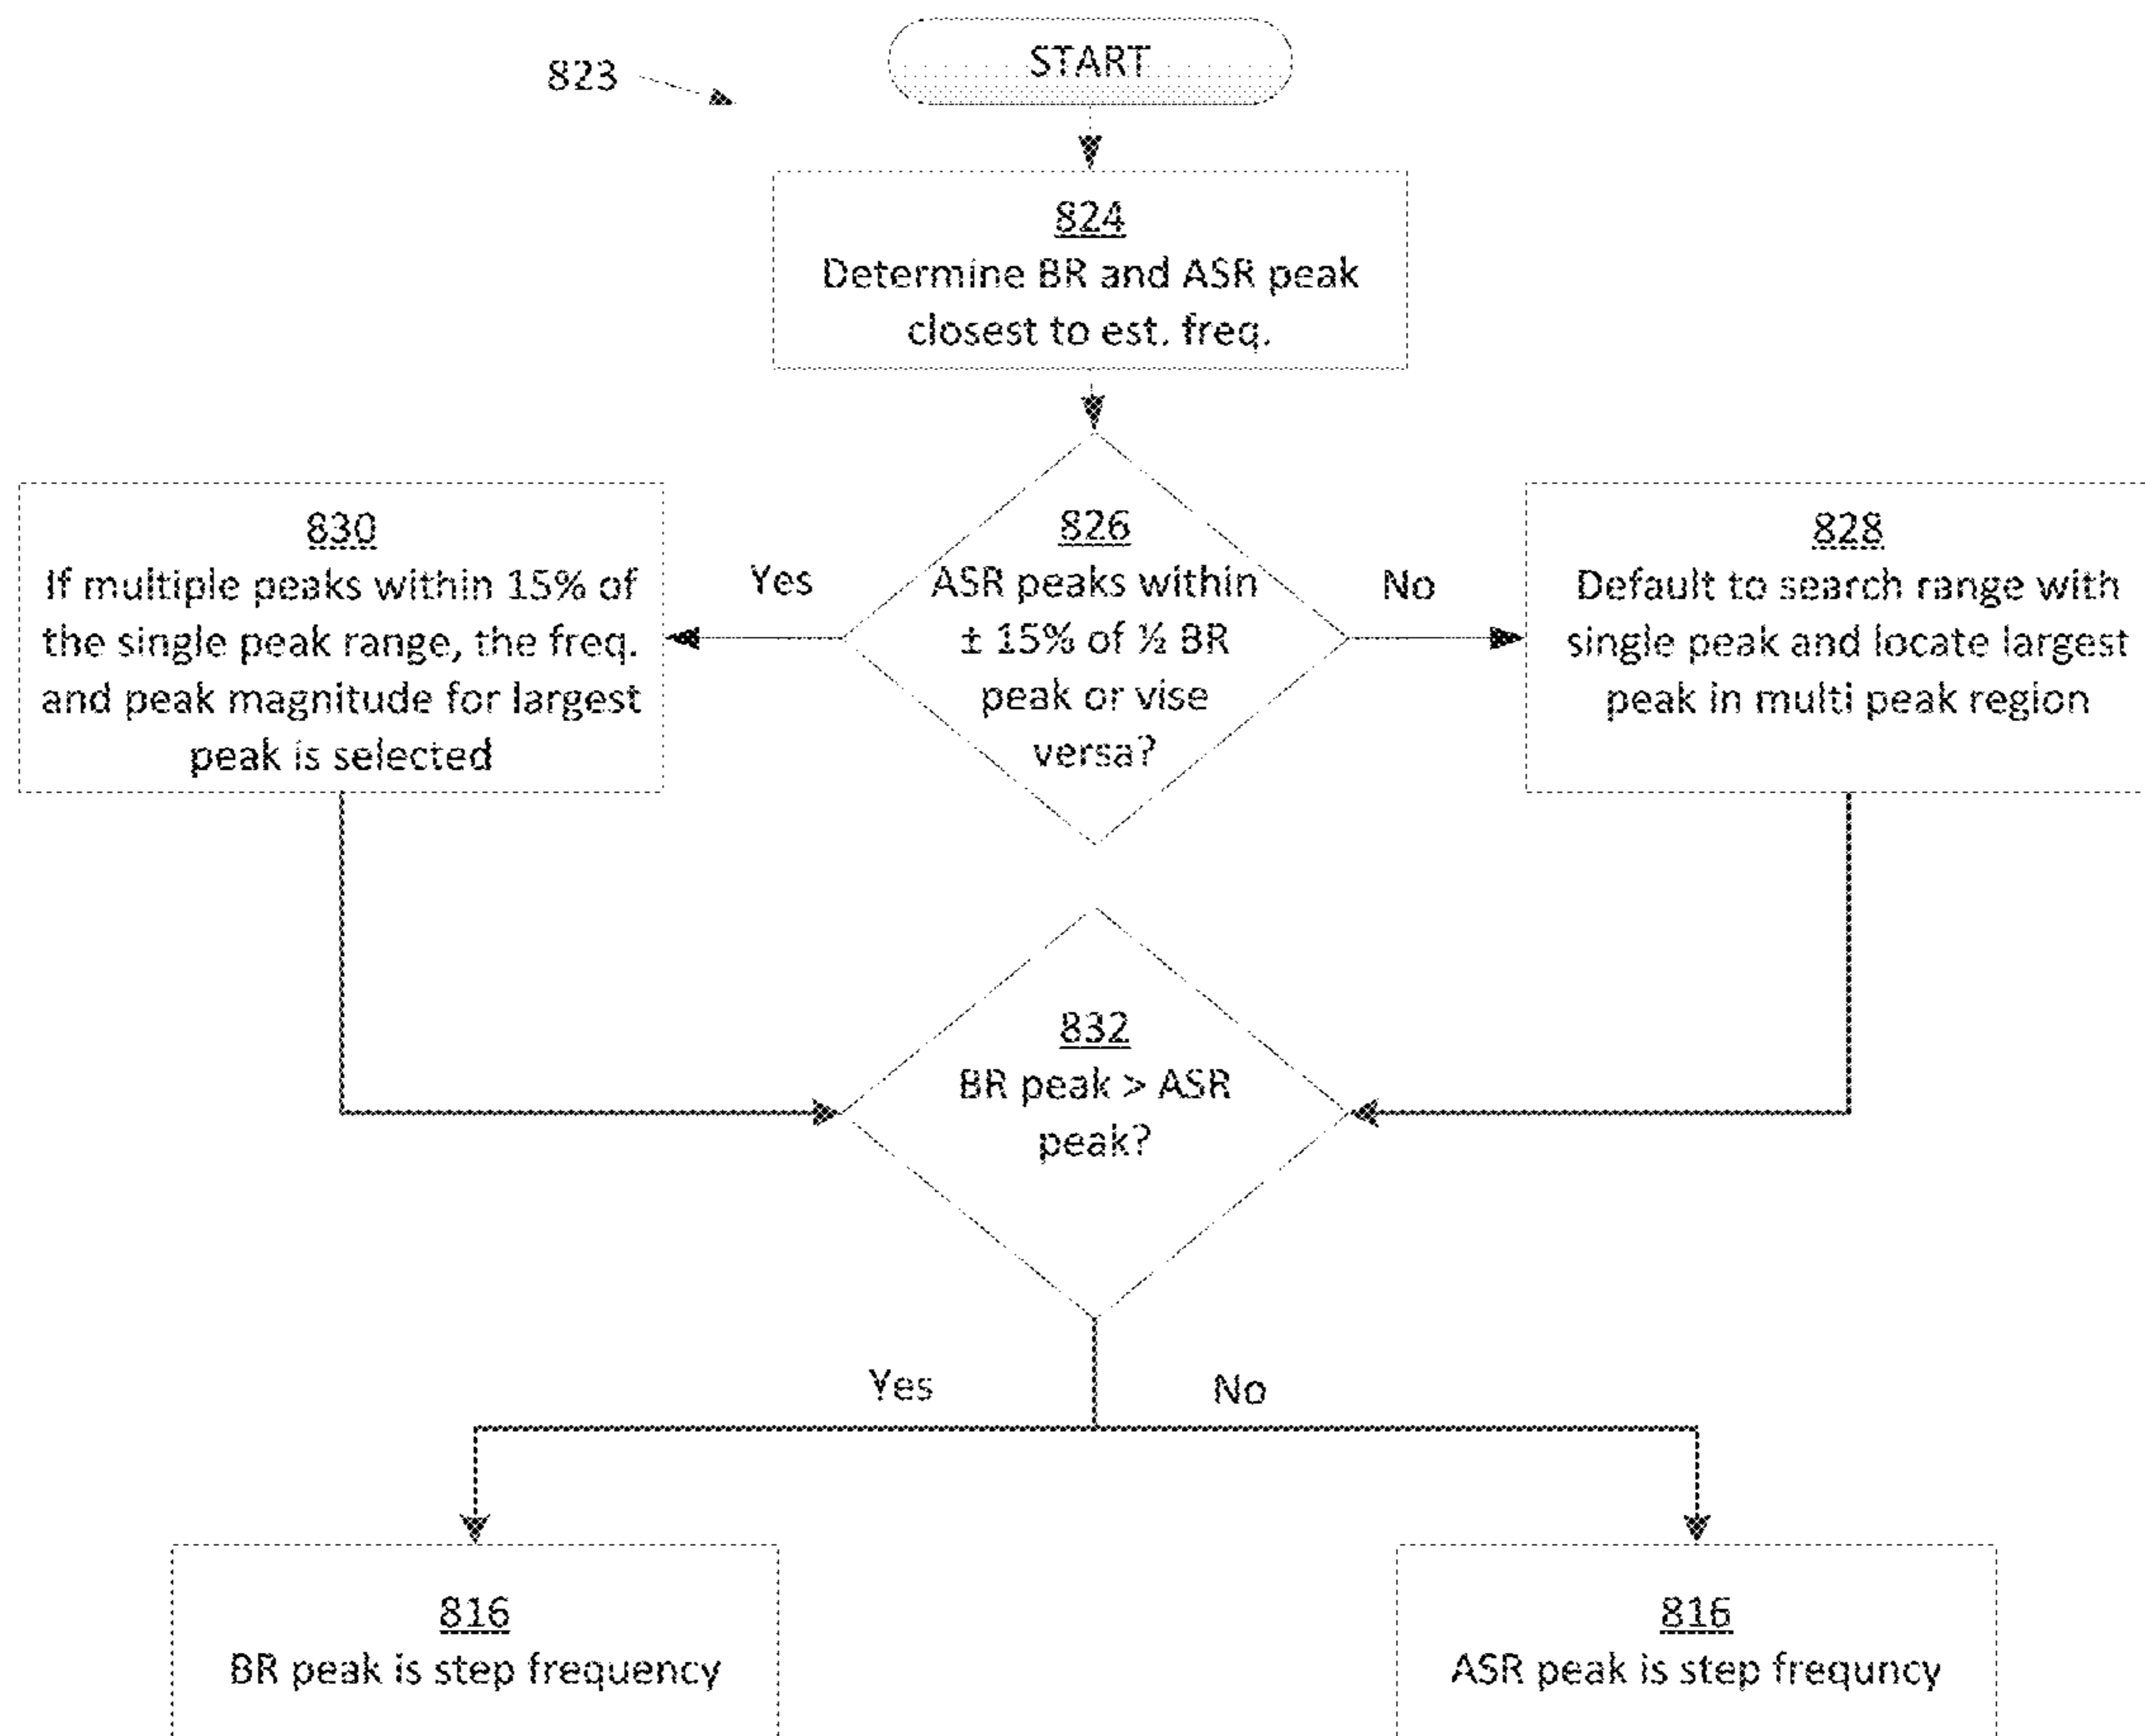 START
823
824
Determine BR and ASR peak
closest to est. freq.
830
If multiple peaks within 15% of
the single peak range, the freq.
and peak magnitude for largest
peak is selected
Yes
826
ASR peaks within
± 15% of ½ BR
peak or vise
versa?
No
828
Default to search range with
single peak and locate largest
peak in multi peak region
832
BR peak > ASR
peak?
Yes
No
816
BR peak is step frequency
816
ASR peak is step frequncy